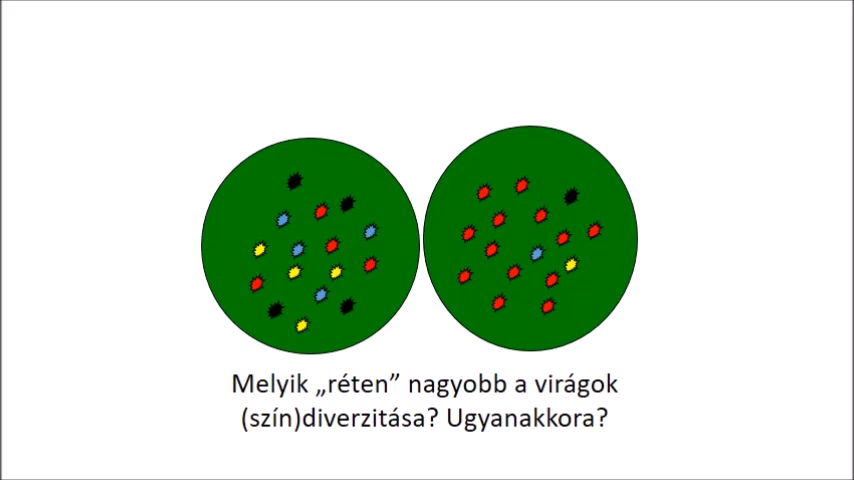 Melyik „réten” nagyobb a virágok
(szín)diverzitása? Ugyanakkora?